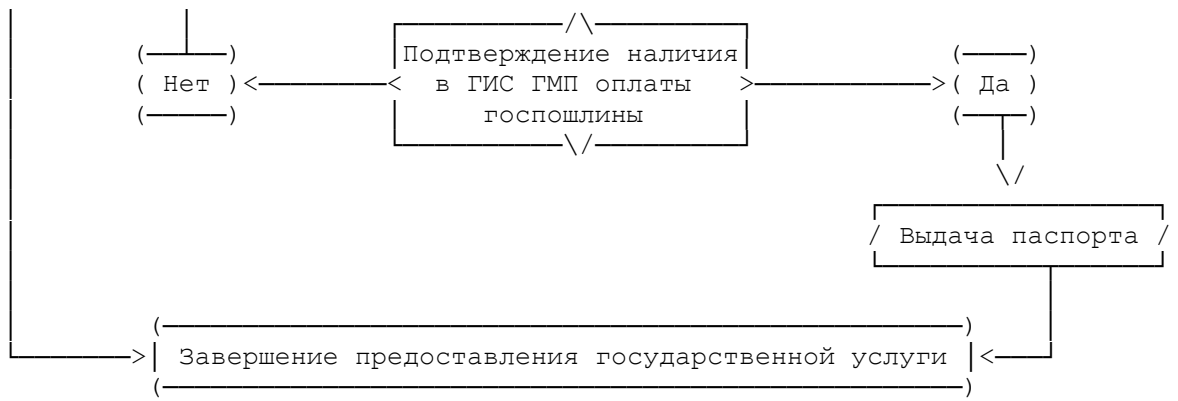 Подтверждение наличия
Нет
в ГИС ГМП оплаты
Да
госпошлины
Выдача паспорта
Завершение предоставления государственной услуги